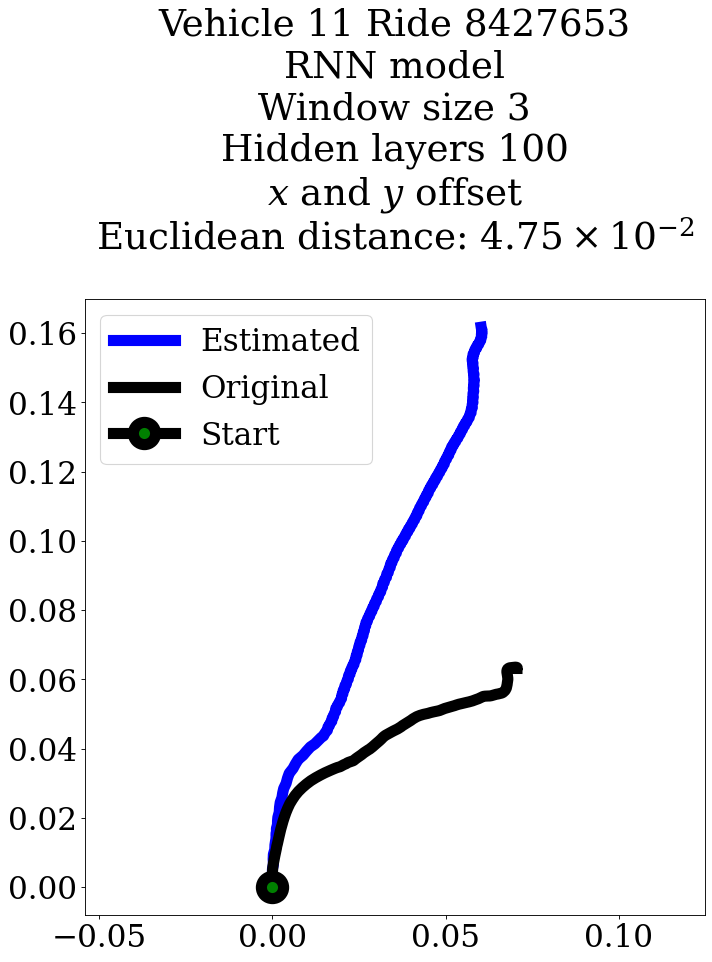 Vehicle 11 Ride 8427653
RNN model
Window size 3
Hidden layers 100
x and y offset
Euclidean distance: 4.75 × 10⁻²
Estimated
Original
Start
0.16
0.14
0.12
0.10
0.08
0.06
0.04
0.02
0.00
−0.05 0.00 0.05 0.10